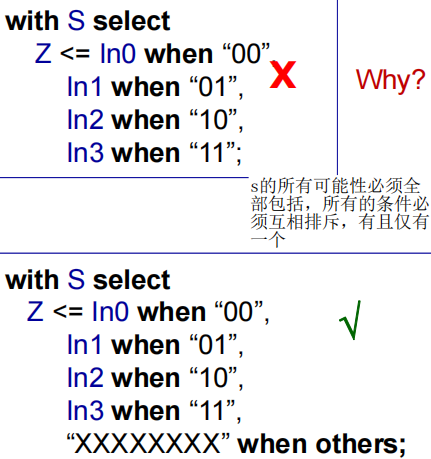 with S select
Z <= In0 when “00”
X
Why?
In1 when “01”,
In2 when “10”,
In3 when “11”;
s的所有可能性必须全
部包括，所有的条件必
须互相排斥，有且仅有
一个
with S select
Z <= In0 when “00”,
√
In1 when “01”,
In2 when “10”,
In3 when “11”,
“XXXXXXXX” when others;